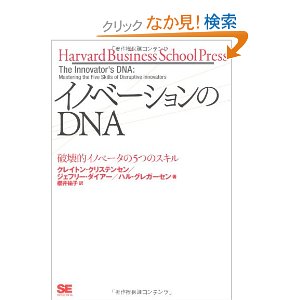 クリック なか見! 検索
Harvard Business School Press
The Innovator's DNA:
Mastering the Five Skills of Disruptive Innovators
イノベーションの
DNA
破壊的イノベータの5つのスキル
クレイトン・クリステンセン
ジェフリー・ダイアー/ハル・グレガーセン 著
櫻井祐子 訳
SE
SHOEISHA